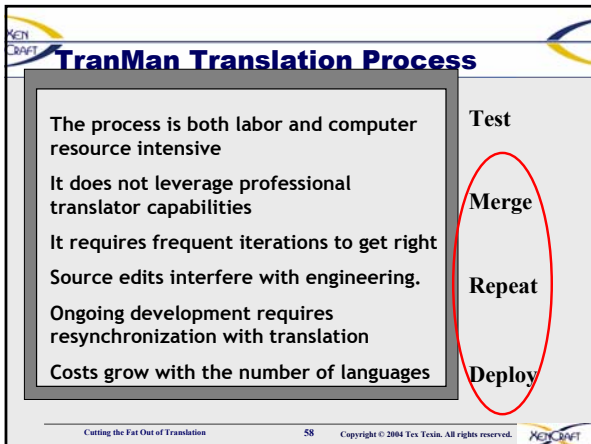 XEN
CRAFT
TranMan Translation Process
The process is both labor and computer
resource intensive
It does not leverage professional
translator capabilities
It requires frequent iterations to get right
Source edits interfere with engineering.
Ongoing development requires
resynchronization with translation
Costs grow with the number of languages
Test
Merge
Repeat
Deploy
Cutting the Fat Out of Translation
58
Copyright © 2004 Tex Texin. All rights reserved.
XENCRAFT